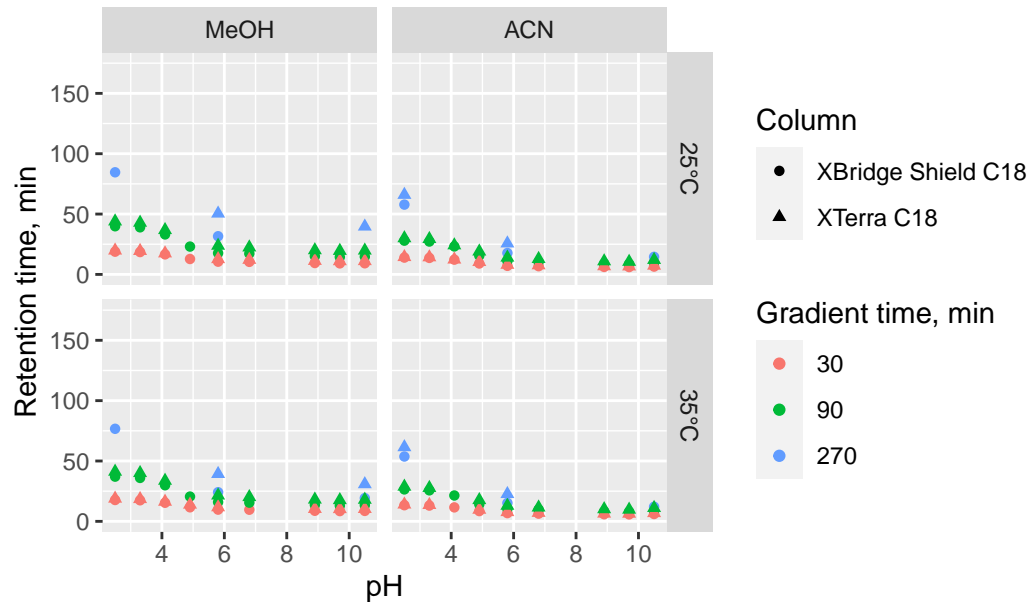 MeOH
ACN
Retention time, min
150
100
50
0
25°C
150
100
50
0
35°C
4
6
8
10
4
6
8
10
pH
Column
XBridge Shield C18
XTerra C18
Gradient time, min
30
90
270